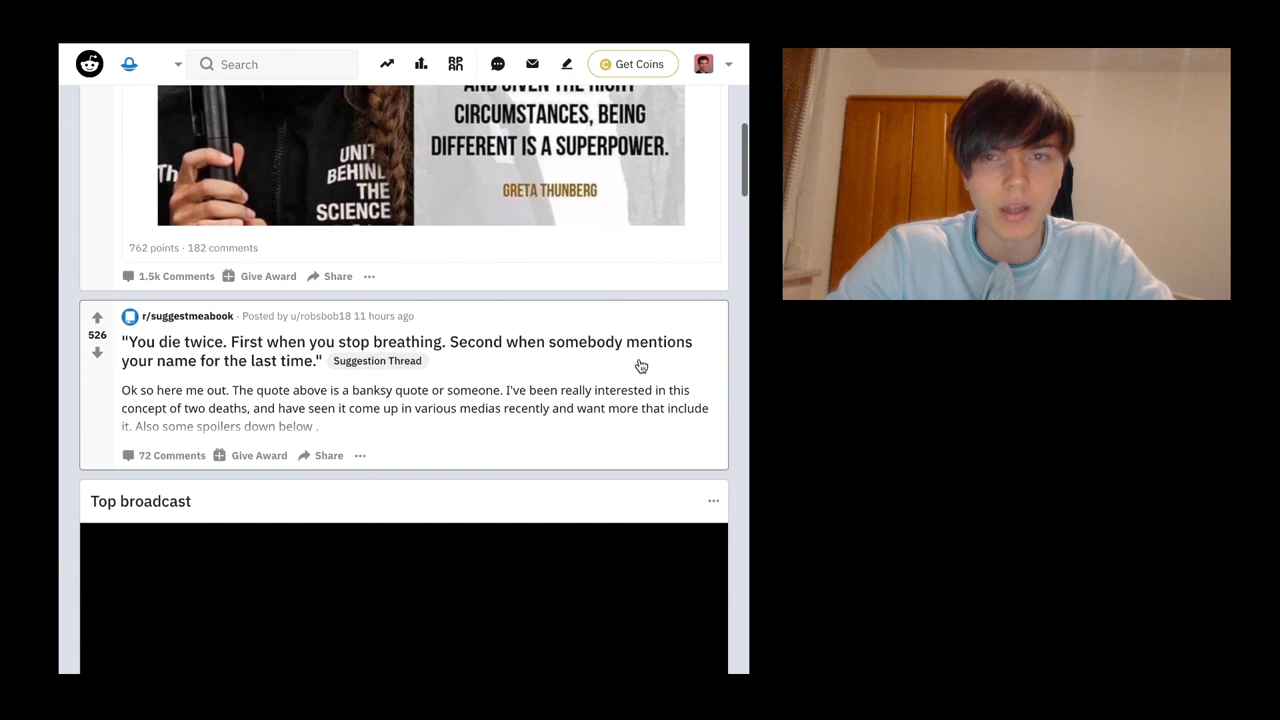 Search
Get Coins
AND GIVEN THE RIGHT
CIRCUMSTANCES, BEING
DIFFERENT IS A SUPERPOWER.
GRETA THUNBERG
Th
UNIT
BEHIND
THE
SCIENCE
762 points · 182 comments
1.5k Comments Give Award Share
r/suggestmeabook · Posted by u/robsbob18 11 hours ago
526
"You die twice. First when you stop breathing. Second when somebody mentions
your name for the last time." Suggestion Thread
Ok so here me out. The quote above is a banksy quote or someone. I've been really interested in this
concept of two deaths, and have seen it come up in various medias recently and want more that include
it. Also some spoilers down below .
72 Comments Give Award Share
Top broadcast